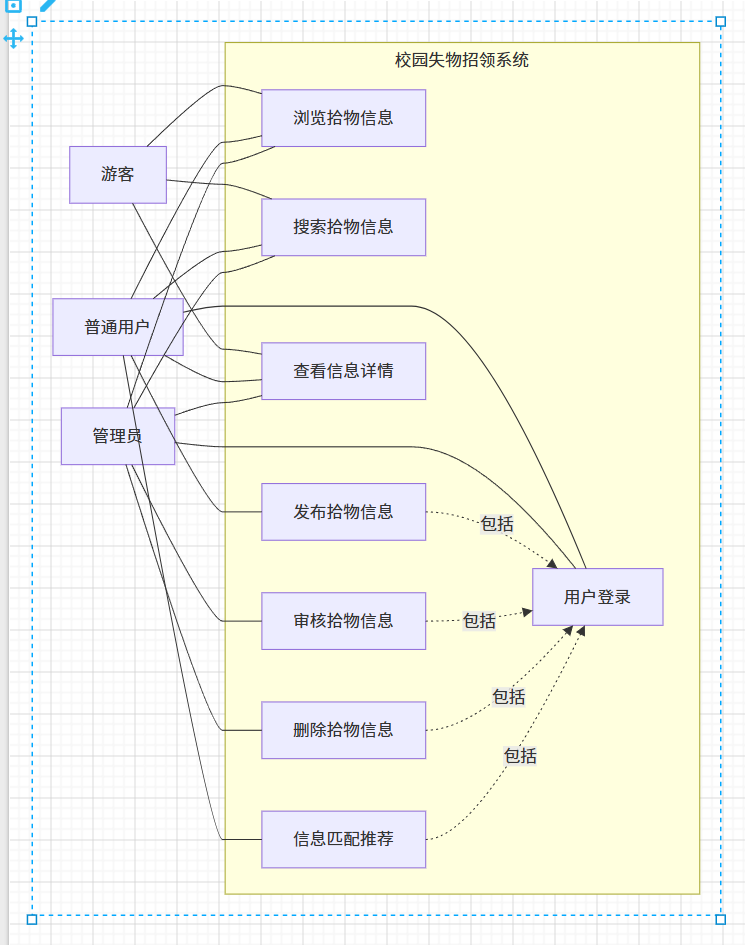 校园失物招领系统
浏览拾物信息
游客
搜索拾物信息
普通用户
查看信息详情
管理员
发布拾物信息
包括
用户登录
审核拾物信息
包括
删除拾物信息
包括
包括
信息匹配推荐